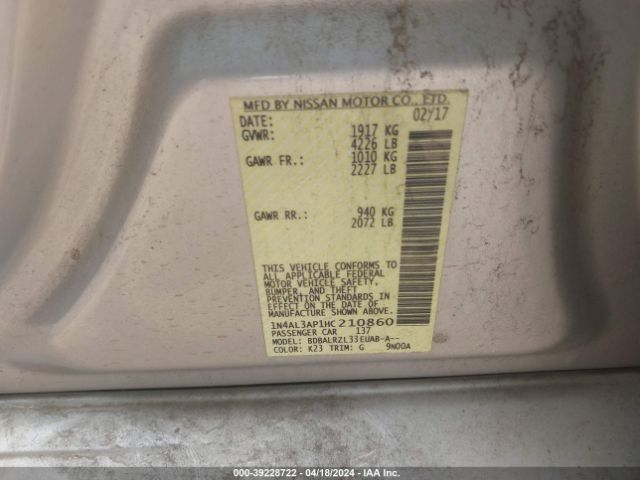 MFD BY NISSAN MOTOR CO., LTD.
DATE: 02/17
GVWR: 1917 KG
4226 LB
GAWR FR.: 1010 KG
2227 LB
GAWR RR.: 940 KG
2072 LB
THIS VEHICLE CONFORMS TO
ALL APPLICABLE FEDERAL
MOTOR VEHICLE SAFETY,
BUMPER, AND THEFT
PREVENTION STANDARDS IN
EFFECT ON THE DATE OF
MANUFACTURE SHOWN ABOVE.
1N4AL3AP1HC210860
PASSENGER CAR 137
MODEL: BDBALRZL33EUAB-A--
COLOR: K23 TRIM: G 9N00A
000-39228722 - 04/18/2024 - IAA Inc.